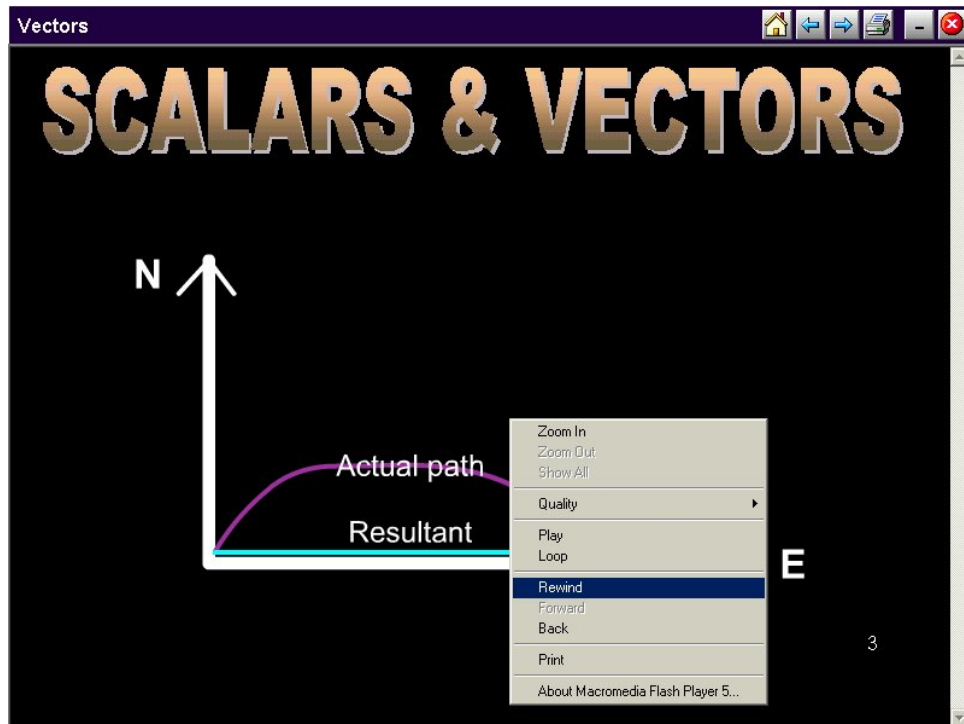 Vectors
SCALARS & VECTORS
N
Actual path
Resultant
E
Zoom In
Zoom Out
Show All
Quality
Play
Loop
Rewind
Forward
Back
Print
About Macromedia Flash Player 5...
3